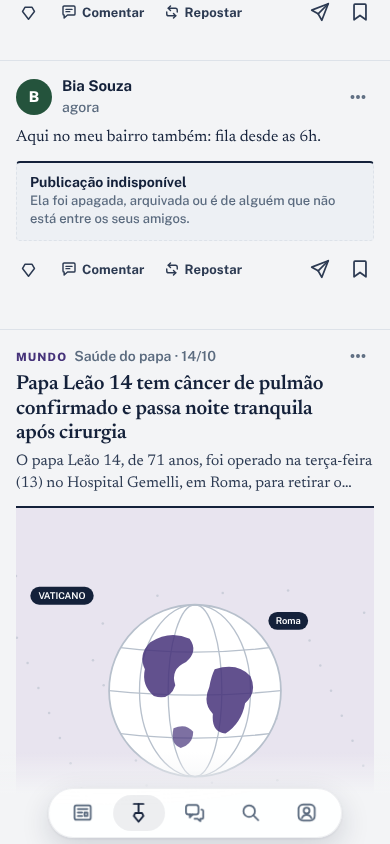 Comentar Repostar
B
Bia Souza
agora
Aqui no meu bairro também: fila desde as 6h.
Publicação indisponível
Ela foi apagada, arquivada ou é de alguém que não
está entre os seus amigos.
Comentar Repostar
MUNDO Saúde do papa · 14/10
Papa Leão 14 tem câncer de pulmão
confirmado e passa noite tranquila
após cirurgia
O papa Leão 14, de 71 anos, foi operado na terça-feira
(13) no Hospital Gemelli, em Roma, para retirar o...
VATICANO
Roma